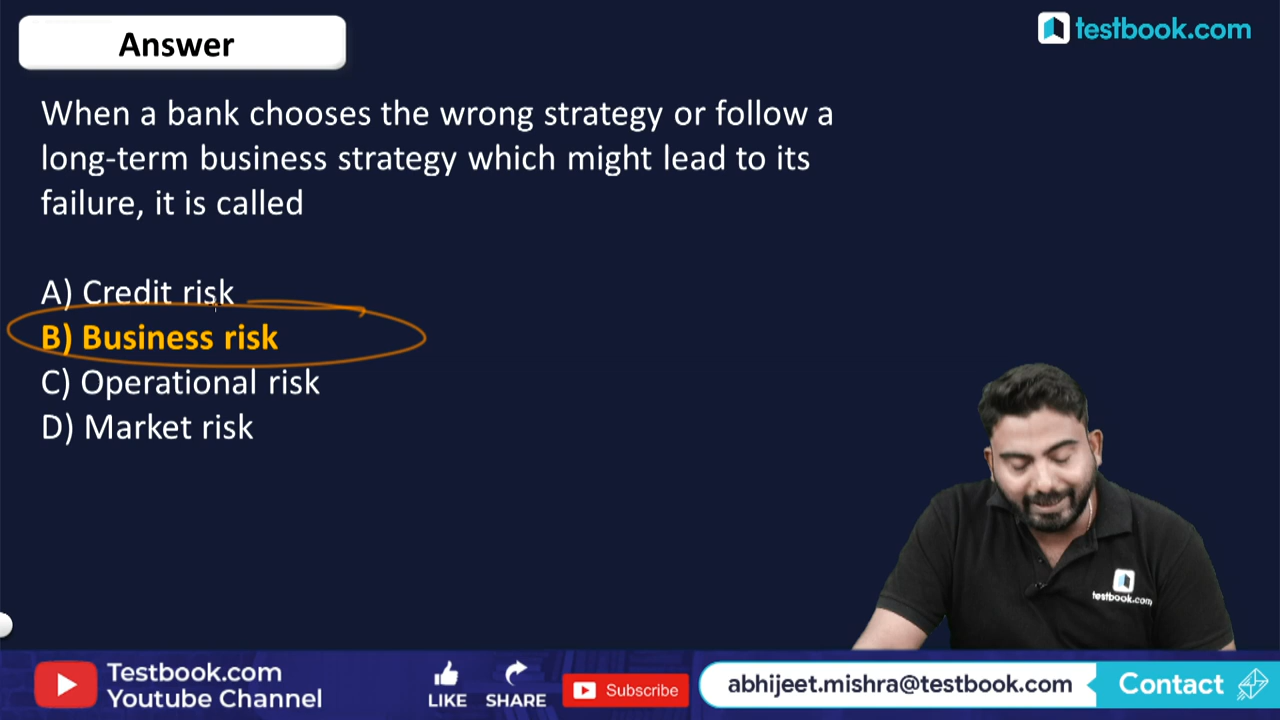 Answer
testbook.com
When a bank chooses the wrong strategy or follow a
long-term business strategy which might lead to its
failure, it is called
A) Credit risk
B) Business risk
C) Operational risk
D) Market risk
testbook.com
Testbook.com
Youtube Channel
LIKE
SHARE
Subscribe
abhijeet.mishra@testbook.com
Contact